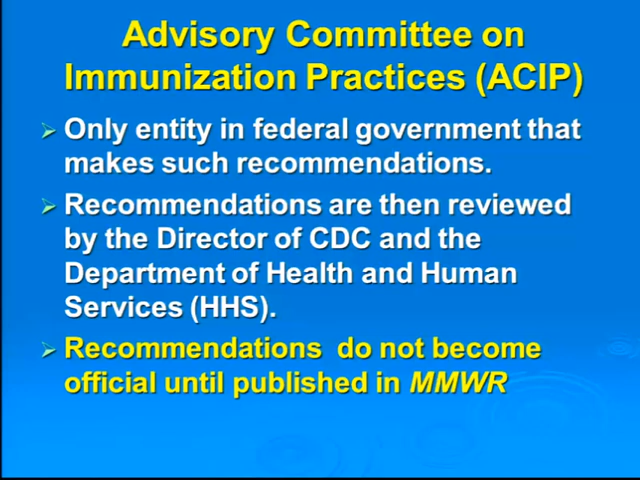 Advisory Committee on
Immunization Practices (ACIP)
Only entity in federal government that
makes such recommendations.
Recommendations are then reviewed
by the Director of CDC and the
Department of Health and Human
Services (HHS).
Recommendations do not become
official until published in MMWR